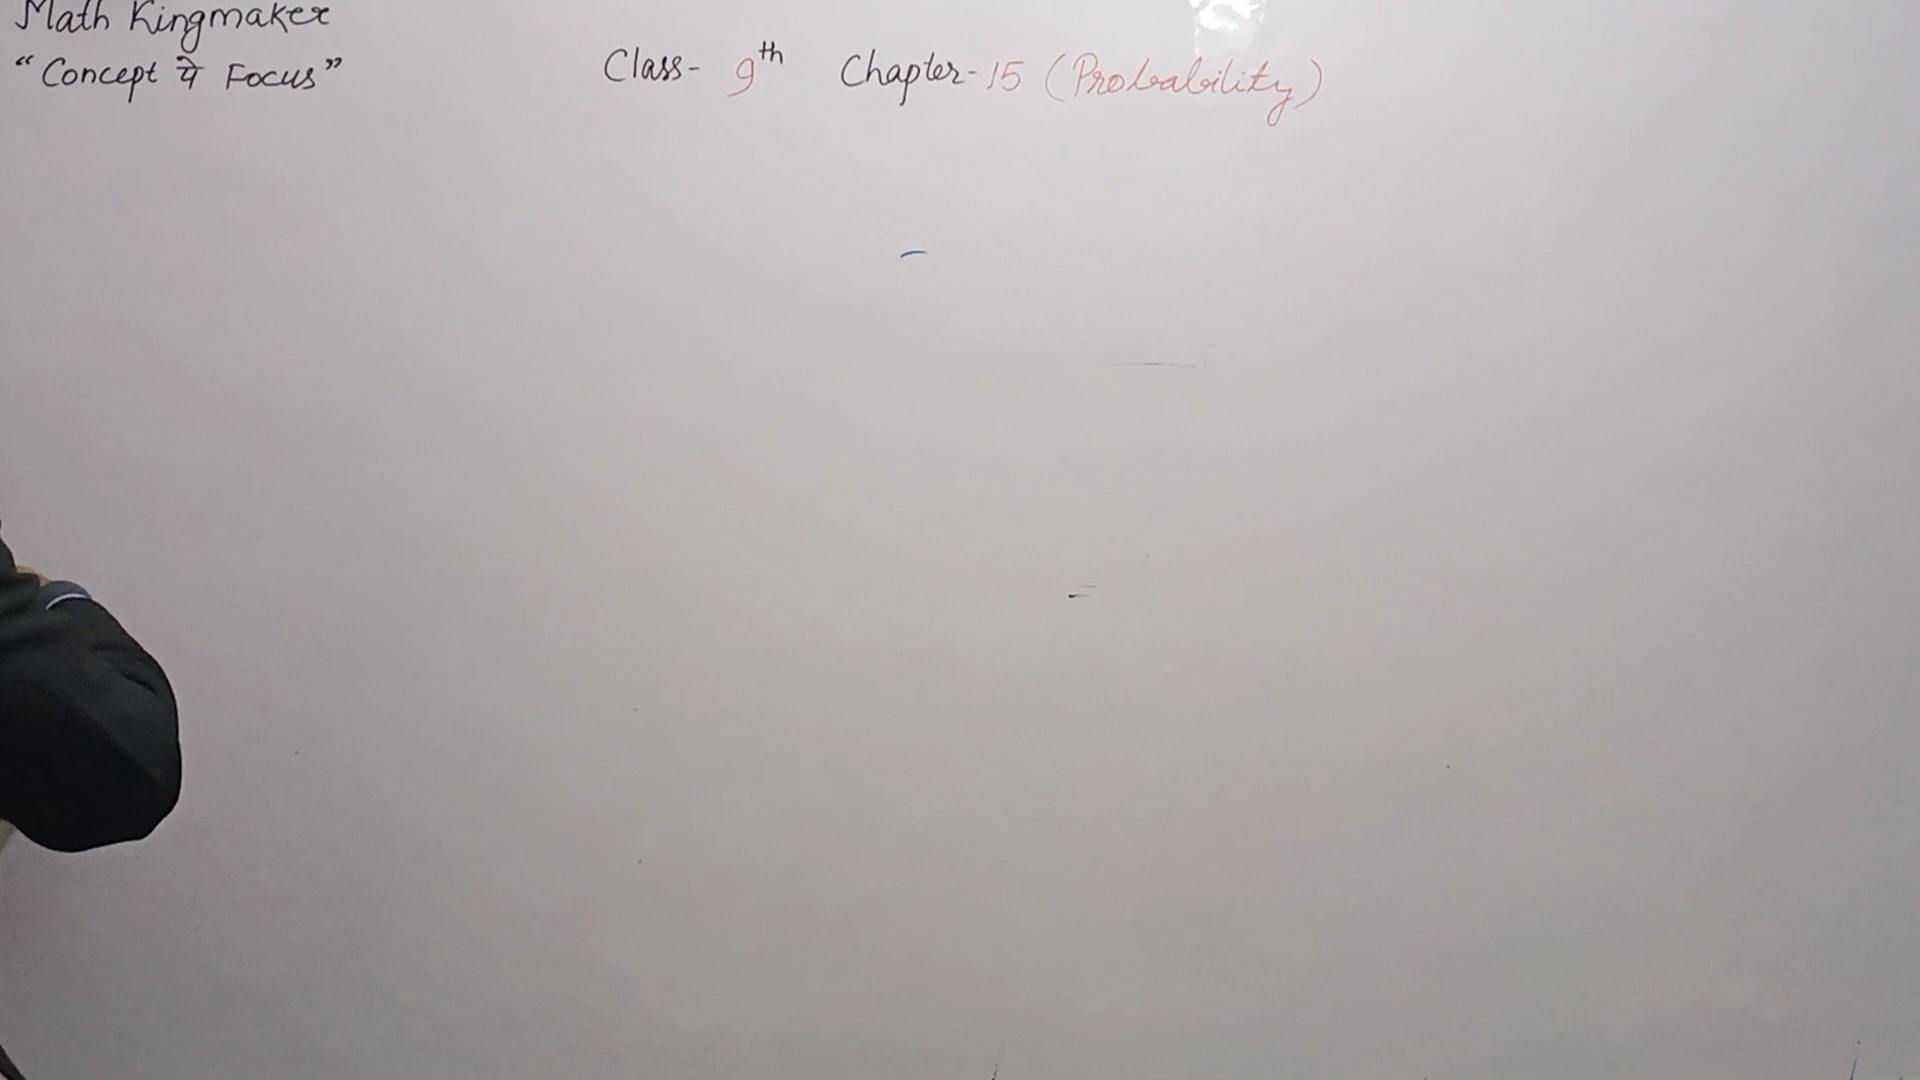 Math Kingmaker
“Concept पे Focus”
Class- 9th Chapter-15 (Probability)